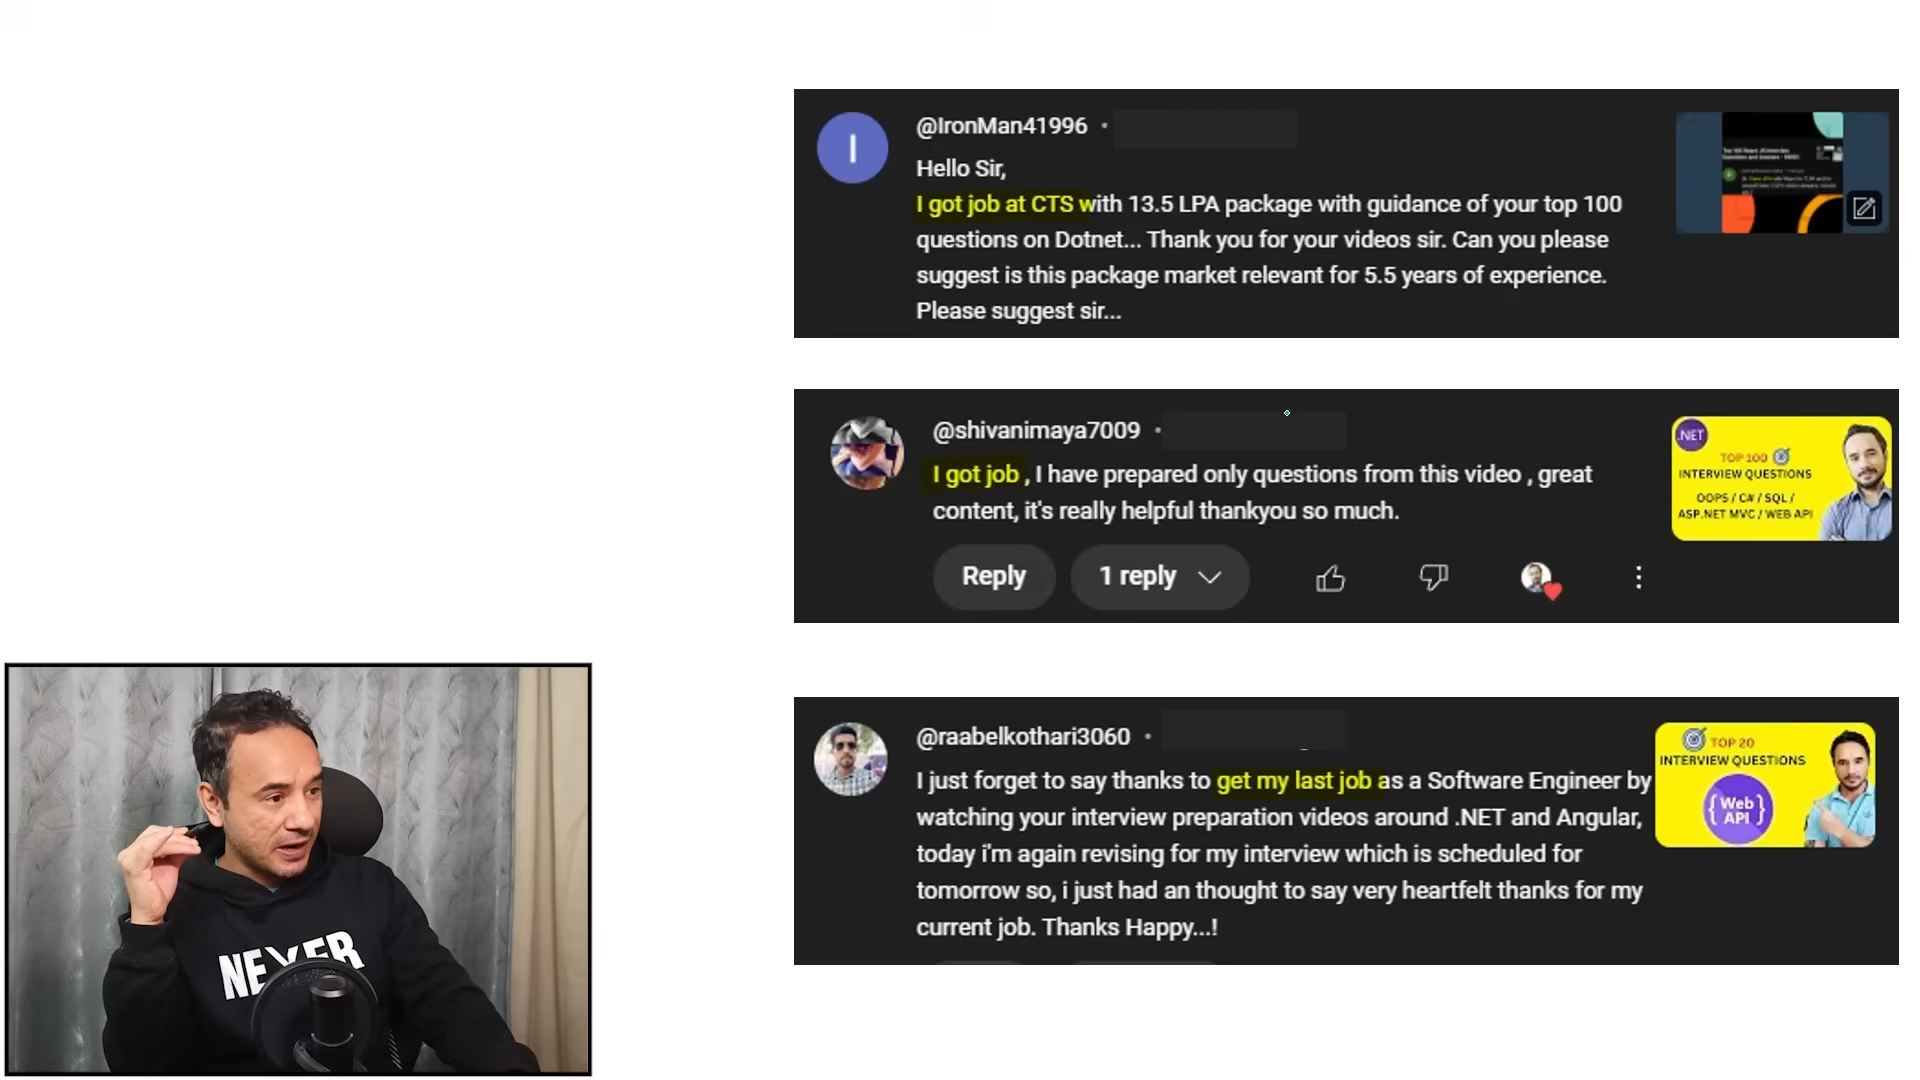 I
@IronMan41996 •
Hello Sir,
I got job at CTS with 13.5 LPA package with guidance of your top 100
questions on Dotnet... Thank you for your videos sir. Can you please
suggest is this package market relevant for 5.5 years of experience.
Please suggest sir...
@shivanimaya7009 •
I got job , I have prepared only questions from this video , great
content, it's really helpful thankyou so much.
Reply
1 reply
.NET
TOP 100
INTERVIEW QUESTIONS
OOPS / C# / SQL /
ASP.NET MVC / WEB API
@raabelkothari3060 •
I just forget to say thanks to get my last job as a Software Engineer by
watching your interview preparation videos around .NET and Angular,
today i'm again revising for my interview which is scheduled for
tomorrow so, i just had an thought to say very heartfelt thanks for my
current job. Thanks Happy...!
TOP 20
INTERVIEW QUESTIONS
{ Web
API }